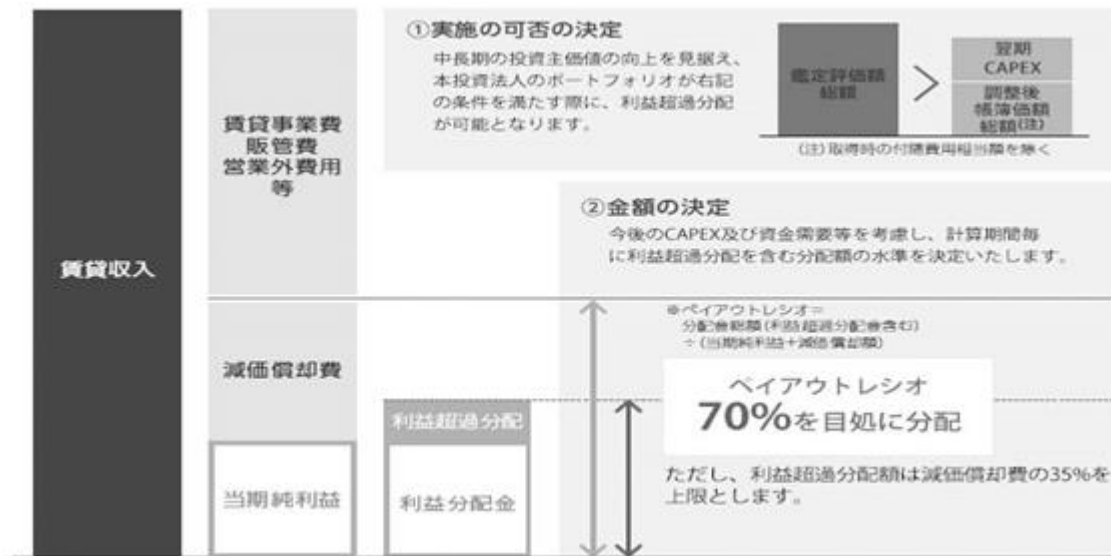 賃貸収入
賃貸事業費
販管費
営業外費用
等
減価償却費
当期純利益
利益超過分配
利益分配金
①実施の可否の決定
中長期の投資主価値の向上を見据え、
本投資法人のポートフォリオが右記
の条件を満たす際に、利益超過分配
が可能となります。
鑑定評価額
総額
>
翌期
CAPEX
調整後
帳簿価額
総額(注)
(注)取得時の付随費用相当額を除く
②金額の決定
今後のCAPEX及び資金需要等を考慮し、計算期間毎
に利益超過分配を含む分配額の水準を決定いたします。
※ペイアウトレシオ＝
分配金総額(利益超過分配金含む)
÷(当期純利益+減価償却額)
ペイアウトレシオ
70%を目処に分配
ただし、利益超過分配額は減価償却費の35%を
上限とします。